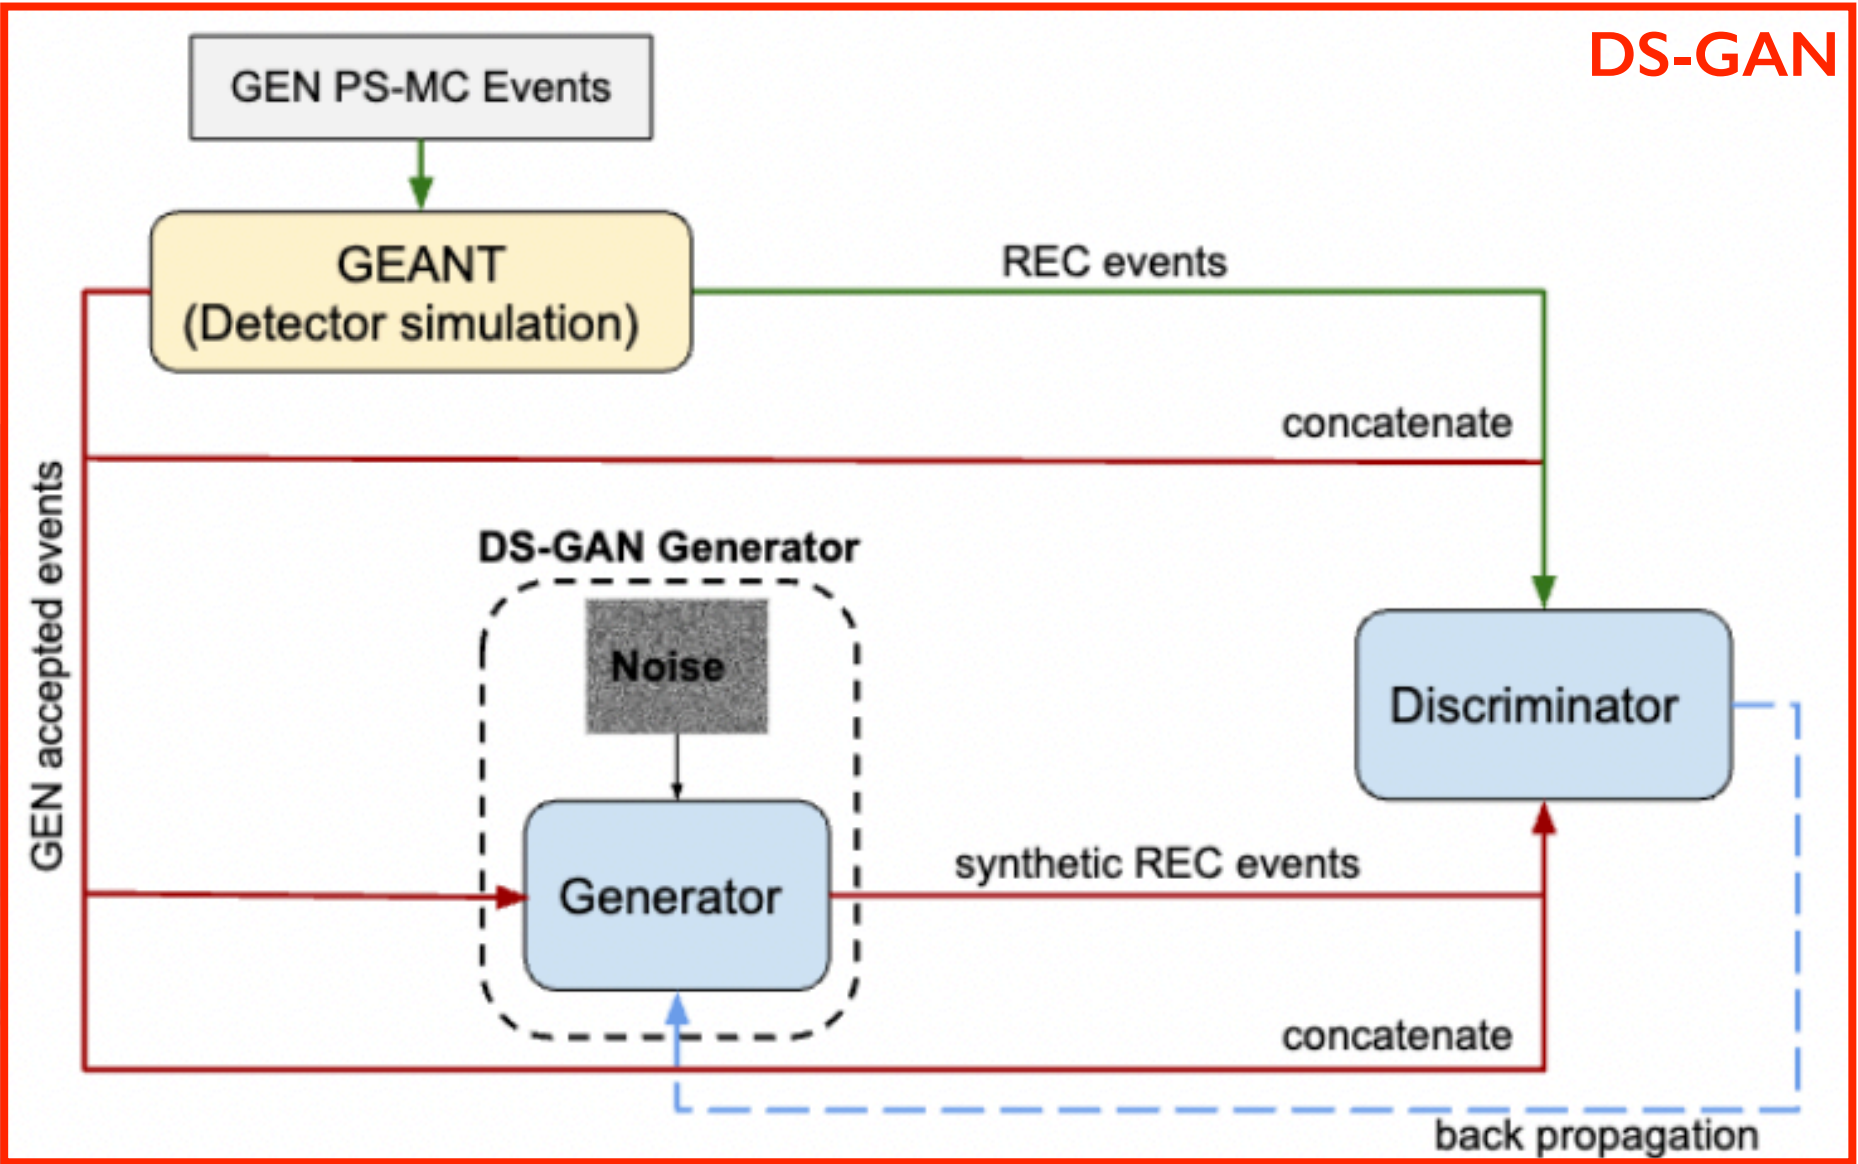 DS-GAN
GEN PS-MC Events
GEANT
(Detector simulation)
REC events
concatenate
GEN accepted events
DS-GAN Generator
Noise
Discriminator
Generator
synthetic REC events
concatenate
back propagation